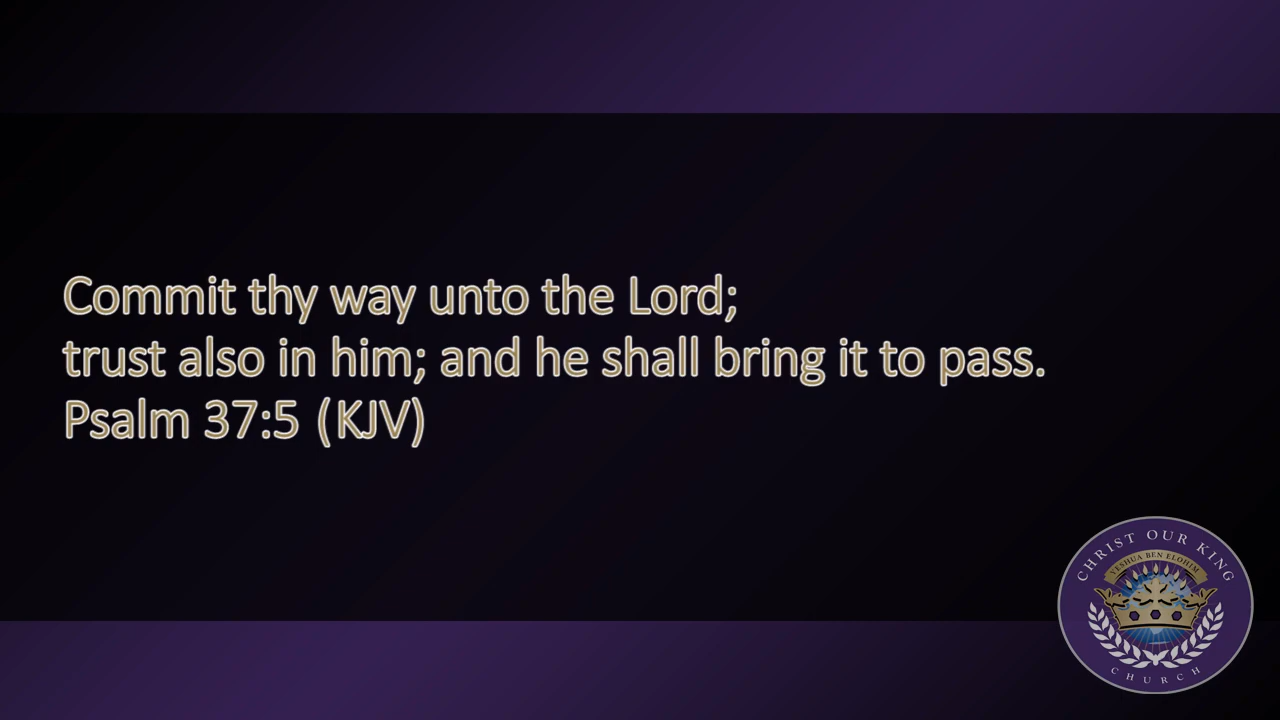 Commit thy way unto the Lord;
trust also in him; and he shall bring it to pass.
Psalm 37:5 (KJV)
CHRIST OUR KING
YESHUA BEN ELOHIM
CHURCH